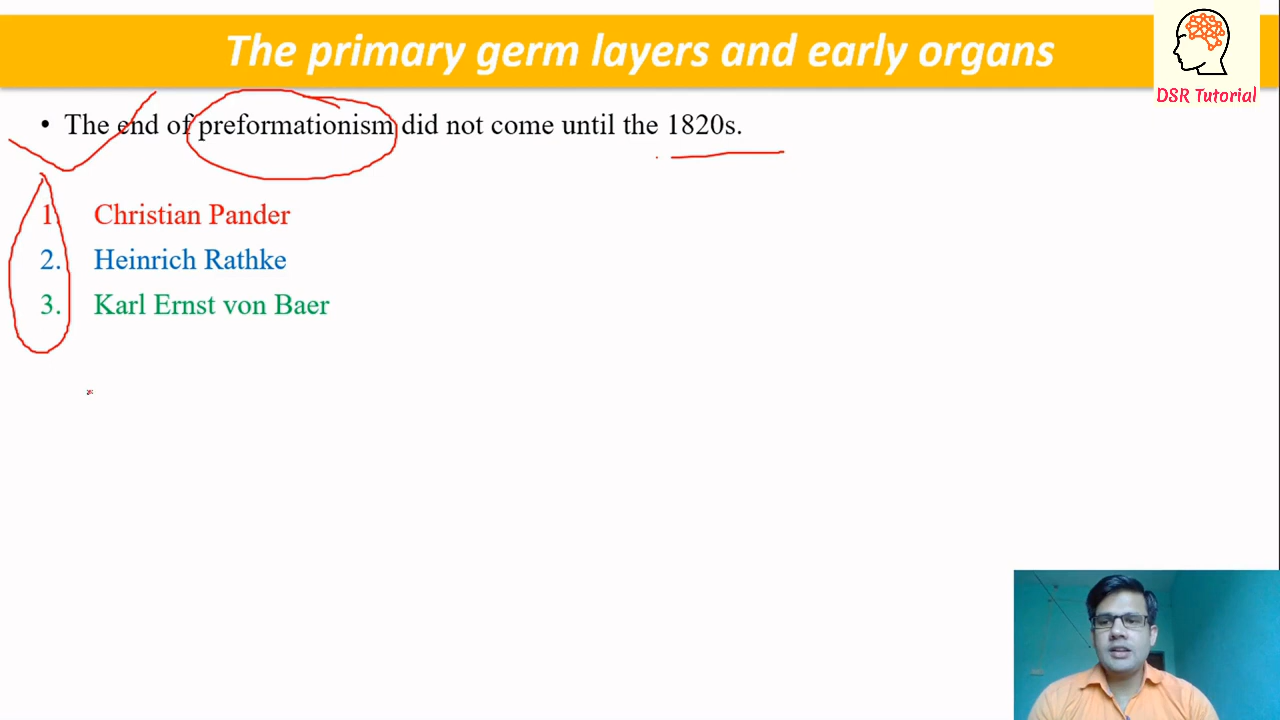 The primary germ layers and early organs
DSR Tutorial
• The end of preformationism did not come until the 1820s.
1. Christian Pander
2. Heinrich Rathke
3. Karl Ernst von Baer